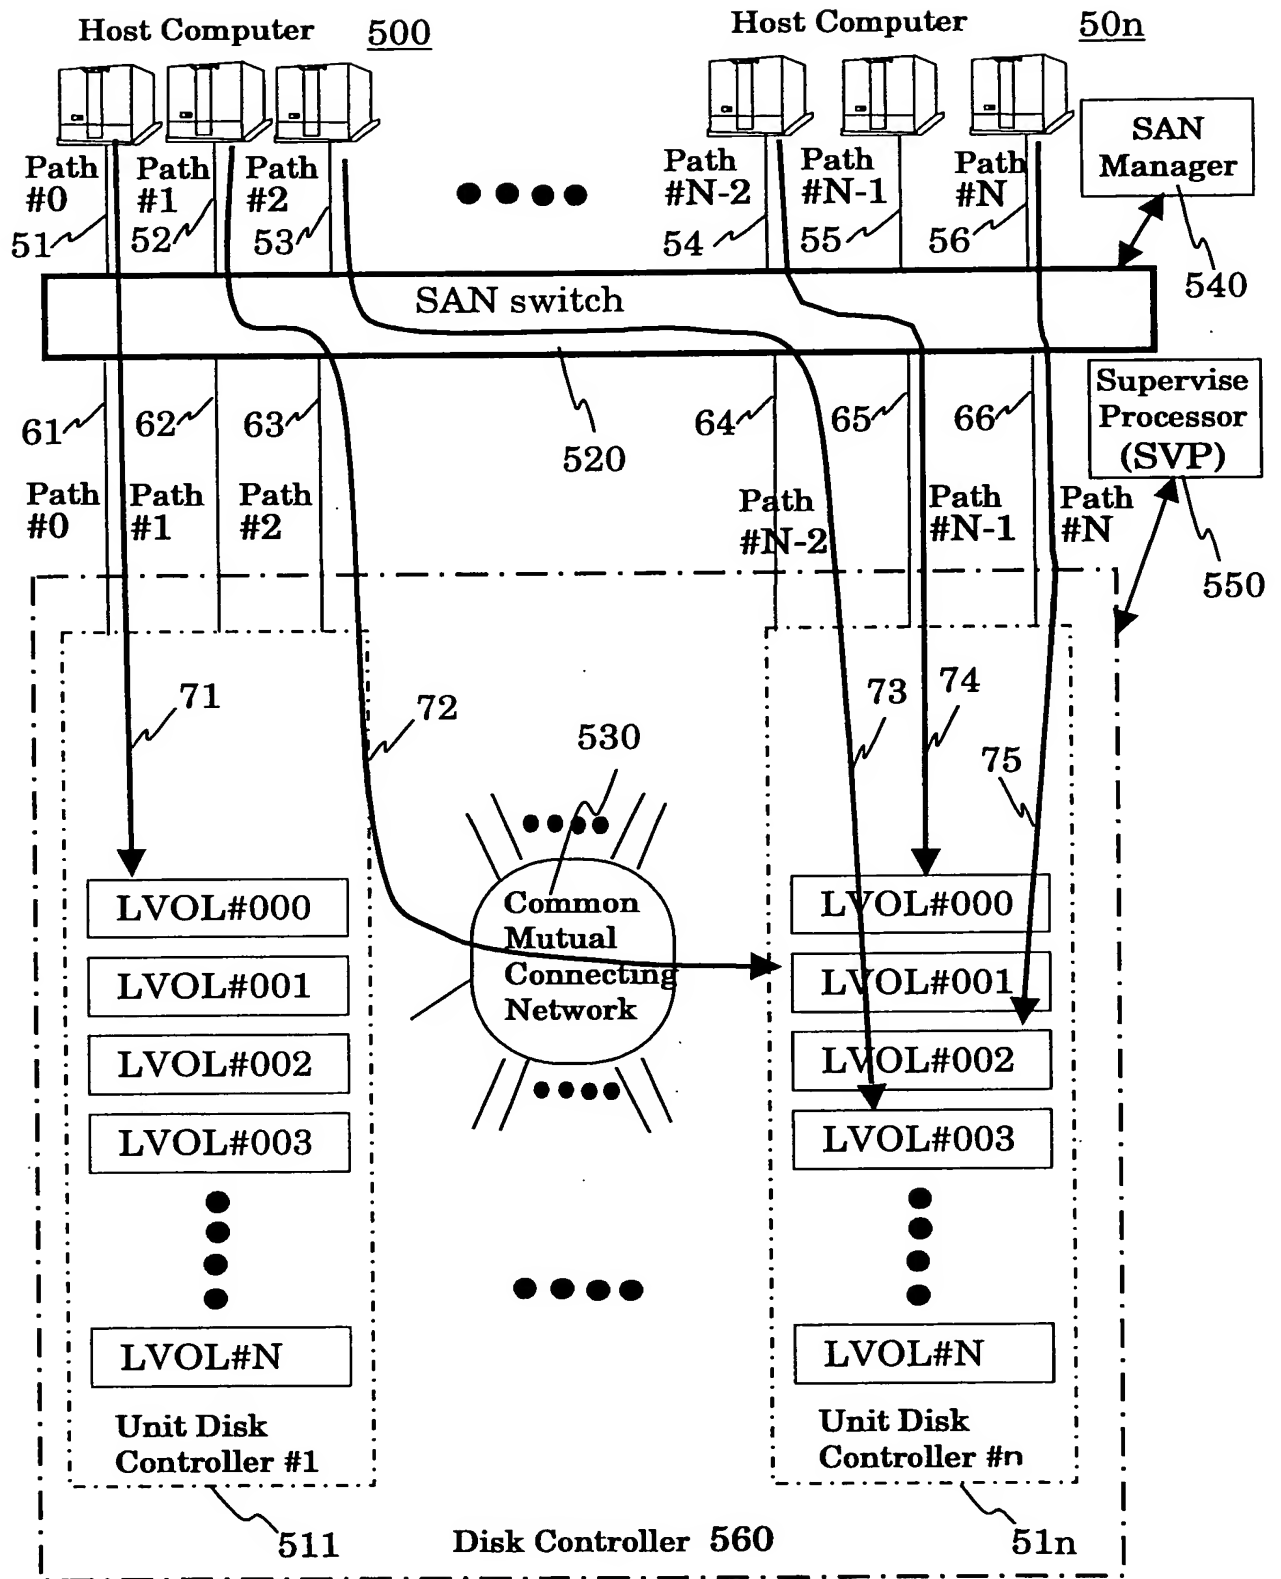 Host Computer 500
Host Computer 50n
SAN
Manager
540
Path
#0
Path
#1
Path
#2
Path
#N-2
Path
#N-1
Path
#N
51
52
53
54
55
56
SAN switch
520
Supervise
Processor
(SVP)
550
61
62
63
64
65
66
Path
#0
Path
#1
Path
#2
Path
#N-2
Path
#N-1
Path
#N
71
72
73
74
75
530
Common
Mutual
Connecting
Network
LVOL#000
LVOL#001
LVOL#002
LVOL#003
LVOL#N
Unit Disk
Controller #1
511
LVOL#000
LVOL#001
LVOL#002
LVOL#003
LVOL#N
Unit Disk
Controller #n
51n
Disk Controller 560